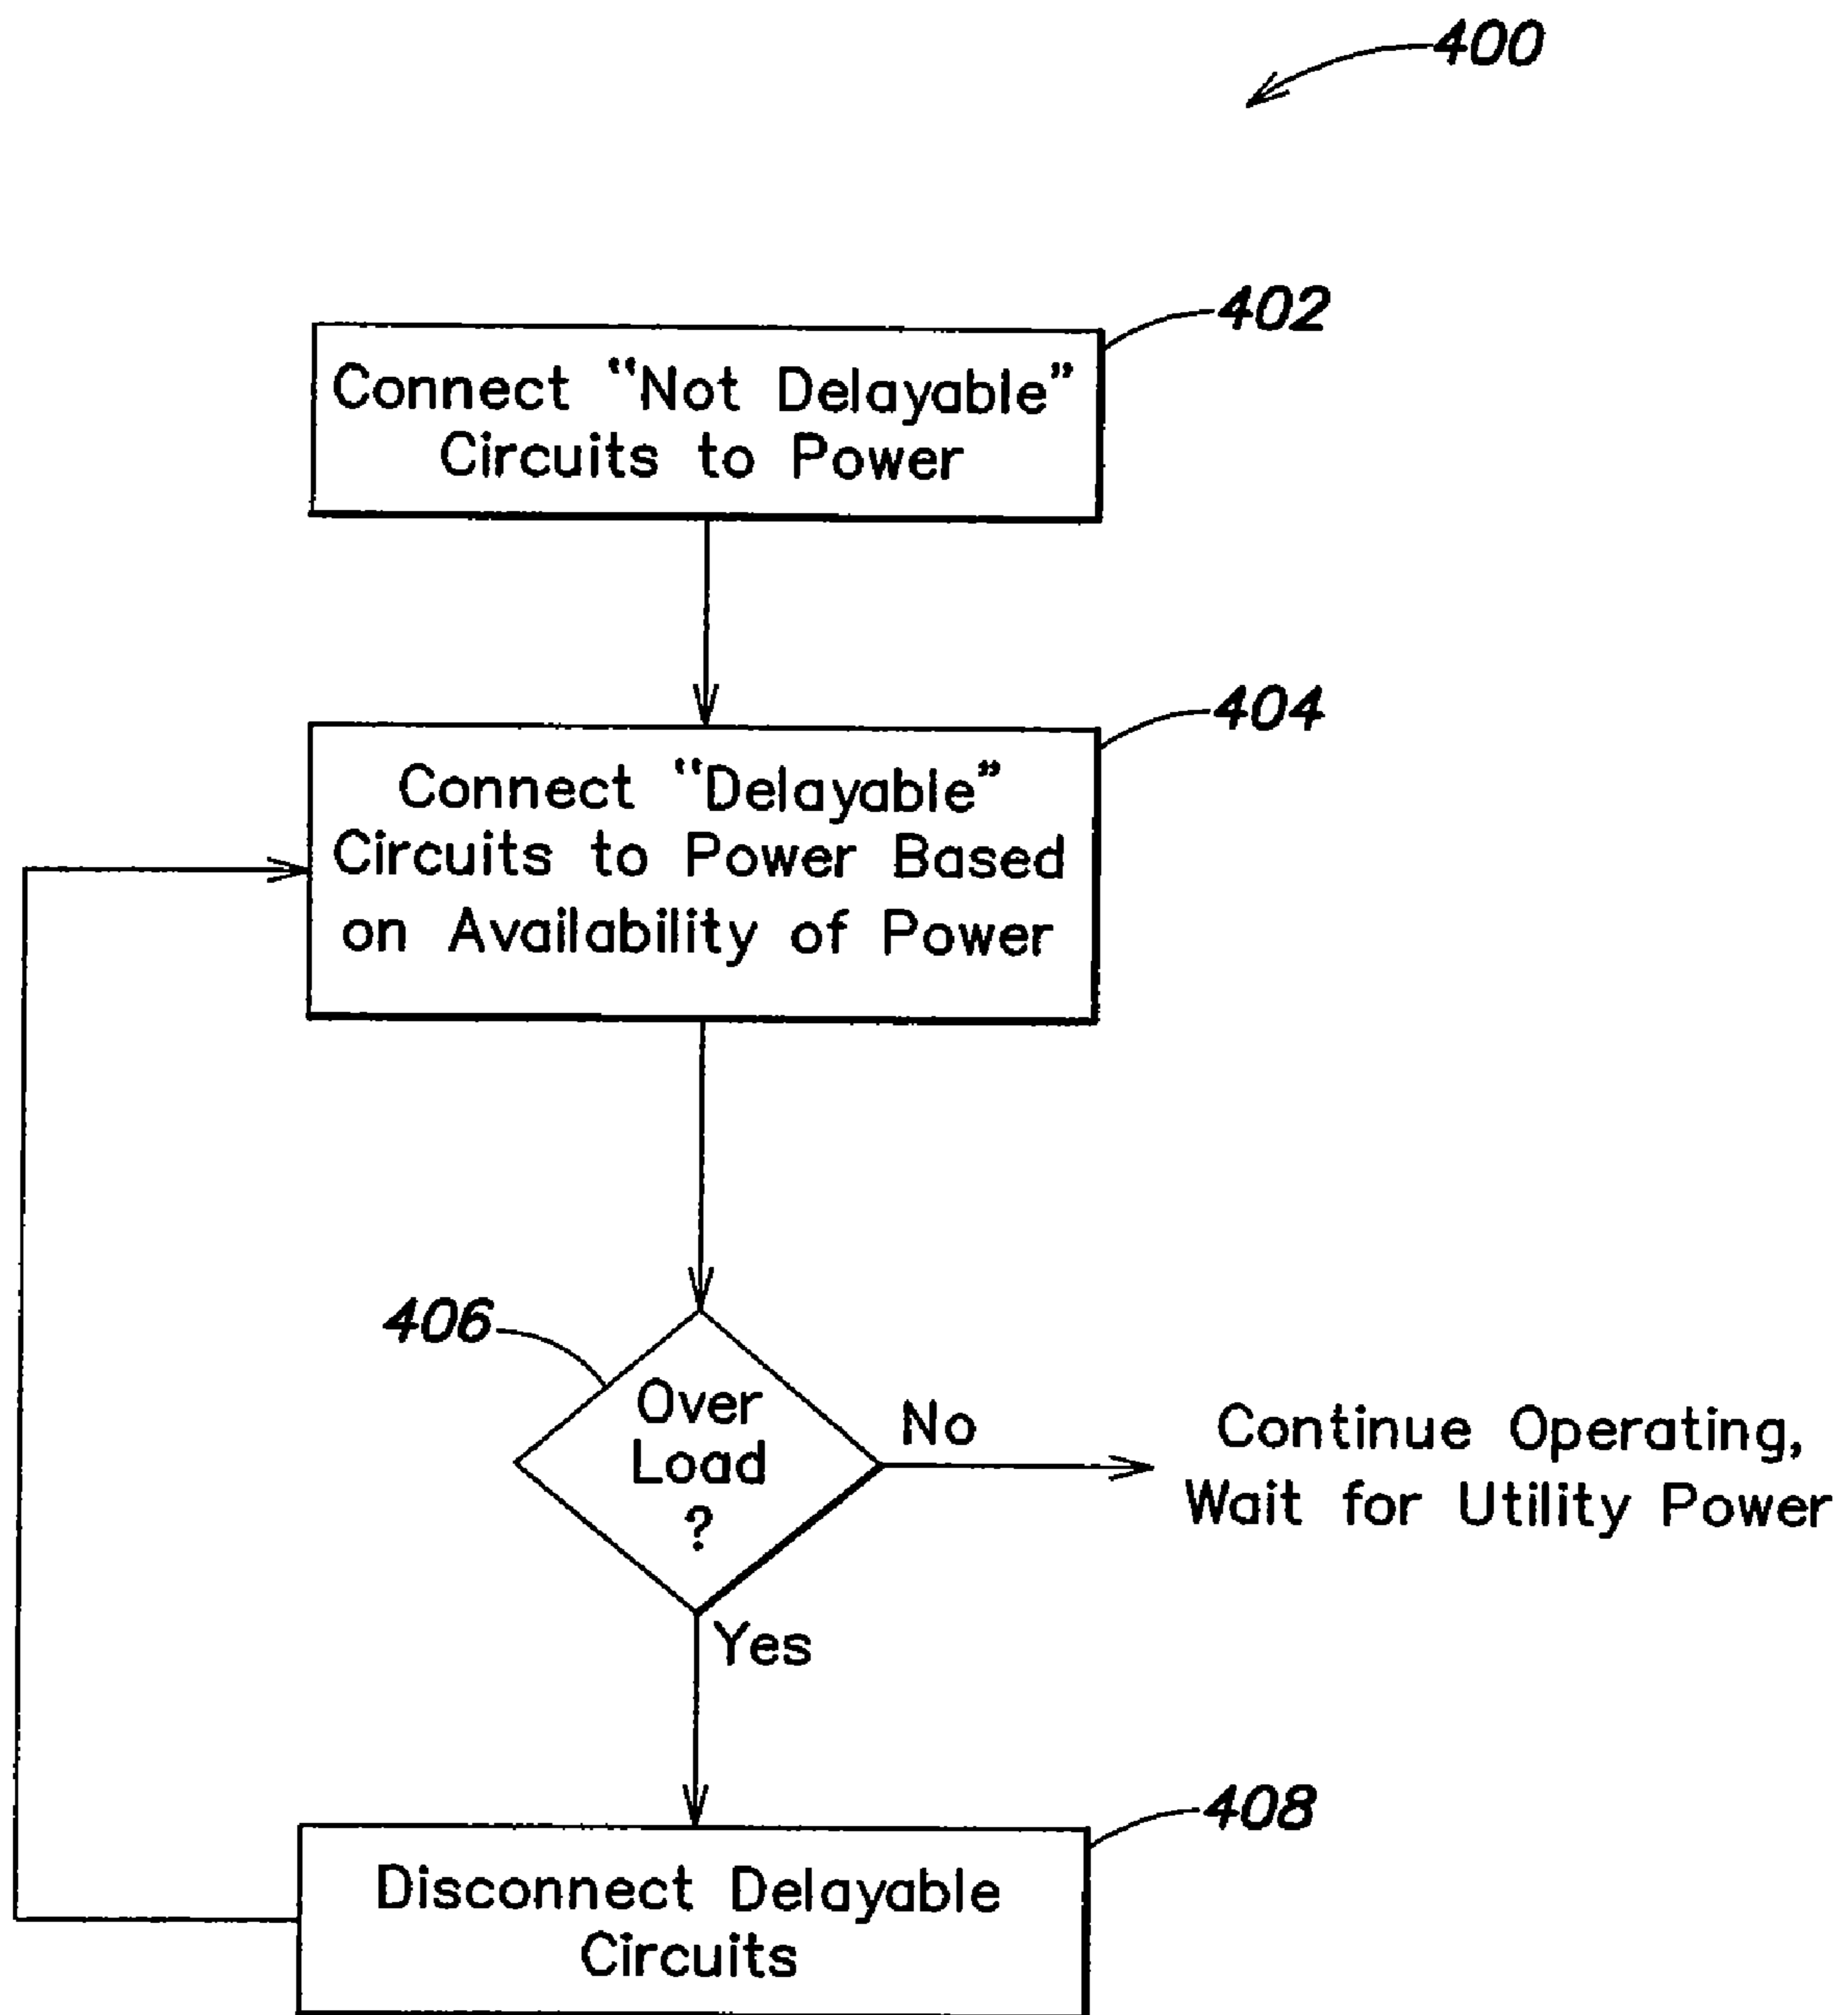 400
402
Connect “Not Delayable”
Circuits to Power
404
Connect “Delayable”
Circuits to Power Based
on Availability of Power
406
Over
Load
?
No
Continue Operating,
Wait for Utility Power
Yes
408
Disconnect Delayable
Circuits